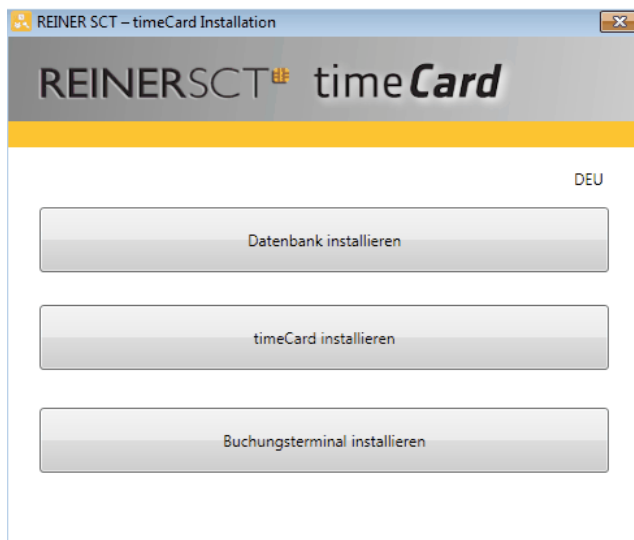 REINER SCT – timeCard Installation
REINERSCT timeCard
DEU
Datenbank installieren
timeCard installieren
Buchungsterminal installieren